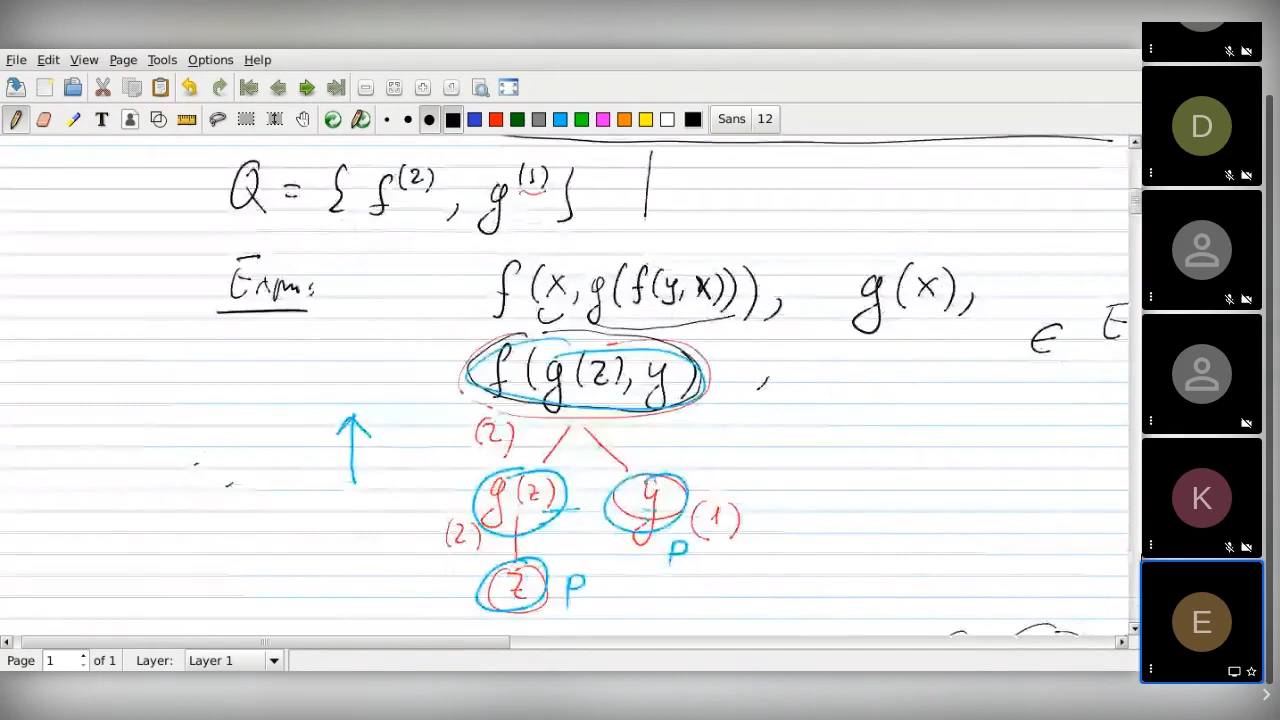 File Edit View Page Tools Options Help
Sans 12
Q = { f^(2), g^(1) } |
Expr:
f(x, g(f(y,x))), g(x),
∈ E
f(g(z), y) ,
(2)
g(z) y (1)
(2) P
z P
Page 1 of 1 Layer: Layer 1
D
K
E